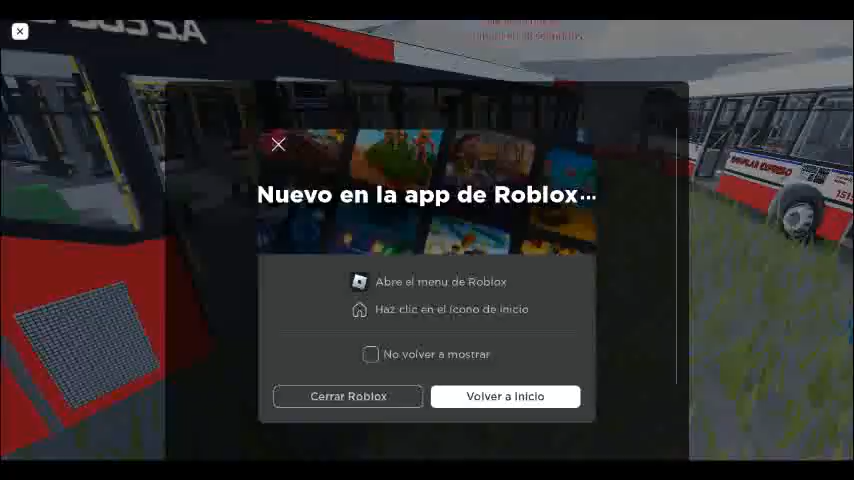 Nuevo en la app de Roblox...
Abre el menu de Roblox
Haz clic en el ícono de inicio
No volver a mostrar
Cerrar Roblox
Volver a inicio